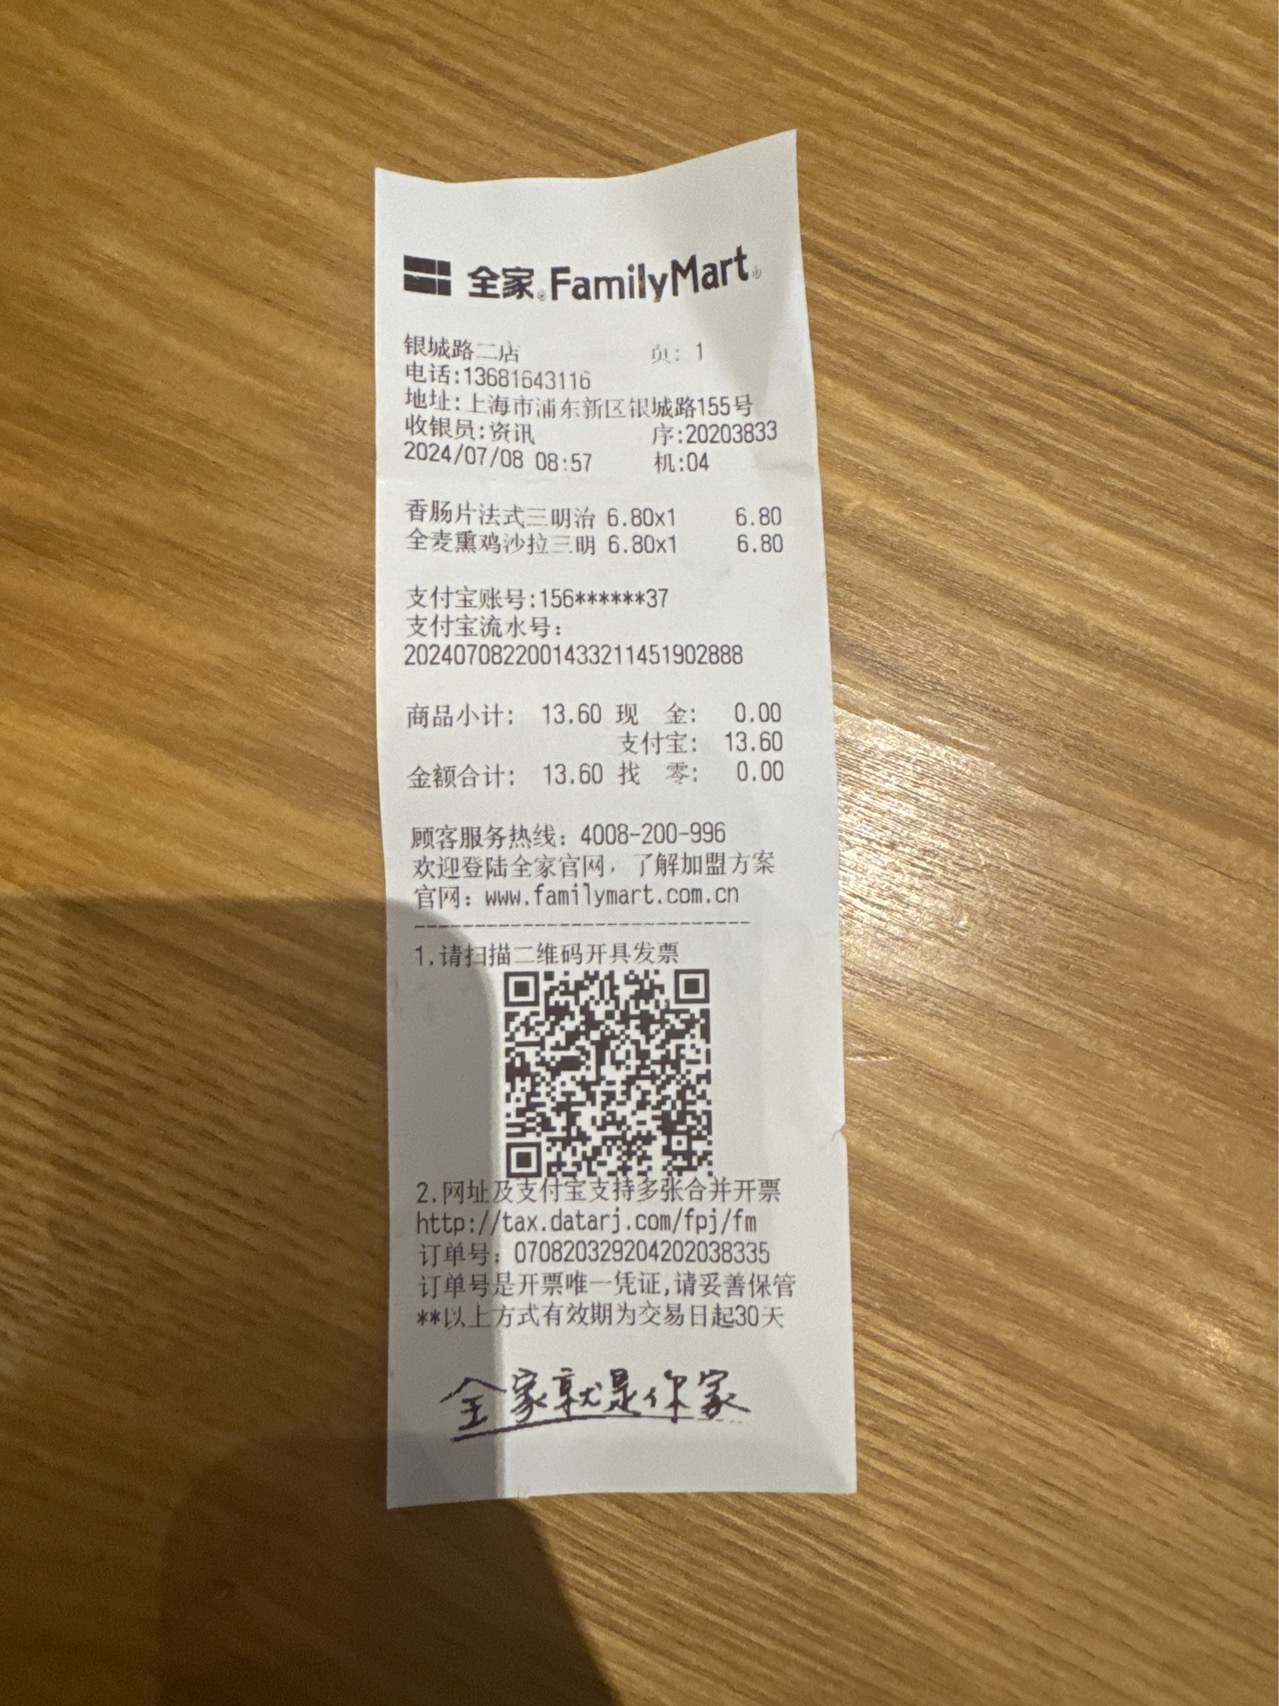 全家 FamilyMart
银城路二店 页: 1
电话:13681643116
地址:上海市浦东新区银城路155号
收银员:资讯 序:20203833
2024/07/08 08:57 机:04
香肠片法式三明治 6.80x1 6.80
全麦熏鸡沙拉三明 6.80x1 6.80
支付宝账号:156******37
支付宝流水号:
2024070822001433211451902888
商品小计: 13.60 现 金: 0.00
支付宝: 13.60
金额合计: 13.60 找 零: 0.00
顾客服务热线: 4008-200-996
欢迎登陆全家官网, 了解加盟方案
官网: www.familymart.com.cn
1.请扫描二维码开具发票
2.网址及支付宝支持多张合并开票
http://tax.datarj.com/fpj/fm
订单号: 070820329204202038335
订单号是开票唯一凭证,请妥善保管
**以上方式有效期为交易日起30天
全家就是你家